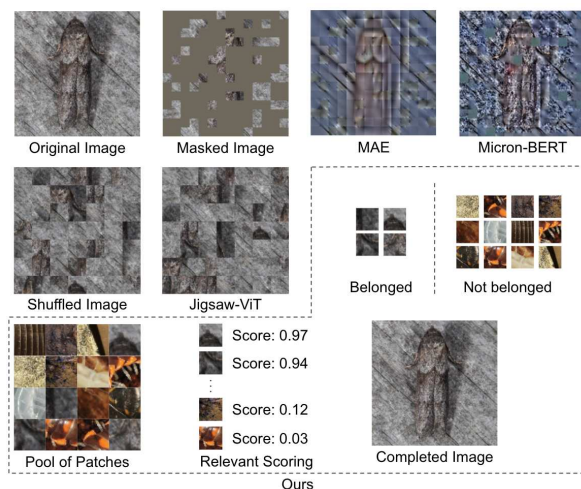 Original Image
Masked Image
MAE
Micron-BERT
Shuffled Image
Jigsaw-ViT
Belonged
Not belonged
Score: 0.97
Score: 0.94
Score: 0.12
Score: 0.03
Pool of Patches
Relevant Scoring
Completed Image
Ours